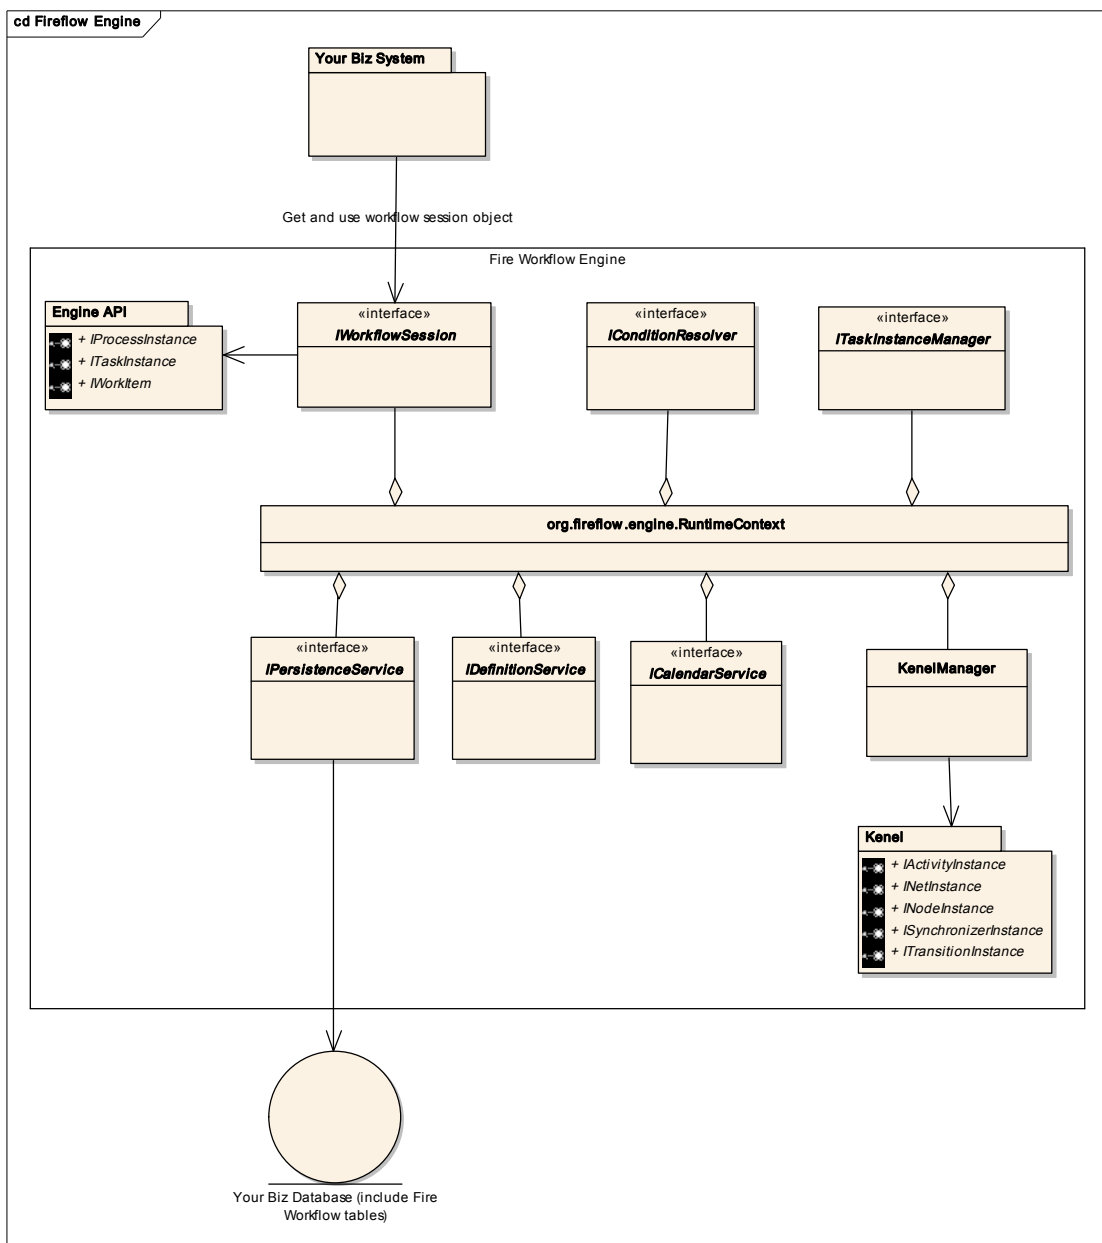 cd Fireflow Engine
Your Biz System
Get and use workflow session object
Fire Workflow Engine
Engine API
+ IProcessInstance
+ ITaskInstance
+ IWorkItem
«interface»
IWorkflowSession
«interface»
IConditionResolver
«interface»
ITaskInstanceManager
org.fireflow.engine.RuntimeContext
«interface»
IPersistenceService
«interface»
IDefinitionService
«interface»
ICalendarService
KenelManager
Kenel
+ IActivityInstance
+ INetInstance
+ INodeInstance
+ ISynchronizerInstance
+ ITransitionInstance
Your Biz Database (include Fire
Workflow tables)